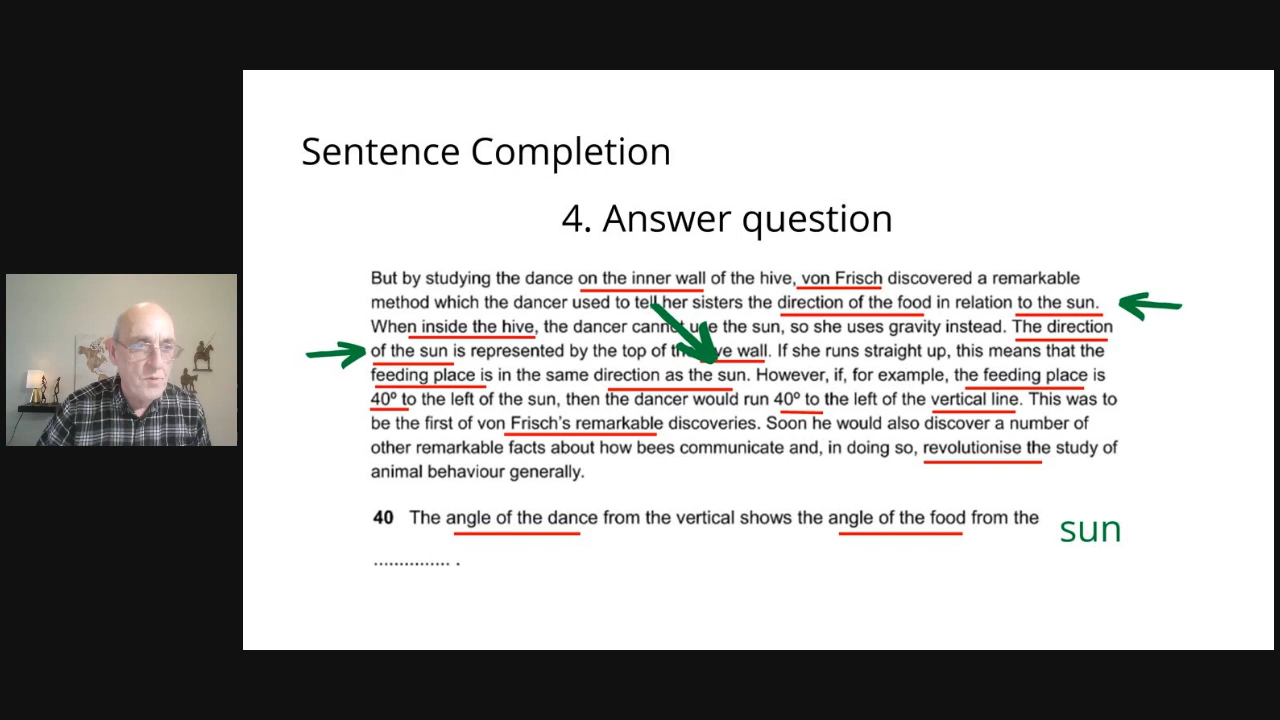 Sentence Completion
4. Answer question
But by studying the dance on the inner wall of the hive, von Frisch discovered a remarkable
method which the dancer used to tell her sisters the direction of the food in relation to the sun.
When inside the hive, the dancer cannot use the sun, so she uses gravity instead. The direction
of the sun is represented by the top of the hive wall. If she runs straight up, this means that the
feeding place is in the same direction as the sun. However, if, for example, the feeding place is
40º to the left of the sun, then the dancer would run 40º to the left of the vertical line. This was to
be the first of von Frisch's remarkable discoveries. Soon he would also discover a number of
other remarkable facts about how bees communicate and, in doing so, revolutionise the study of
animal behaviour generally.
40 The angle of the dance from the vertical shows the angle of the food from the
sun
............... .